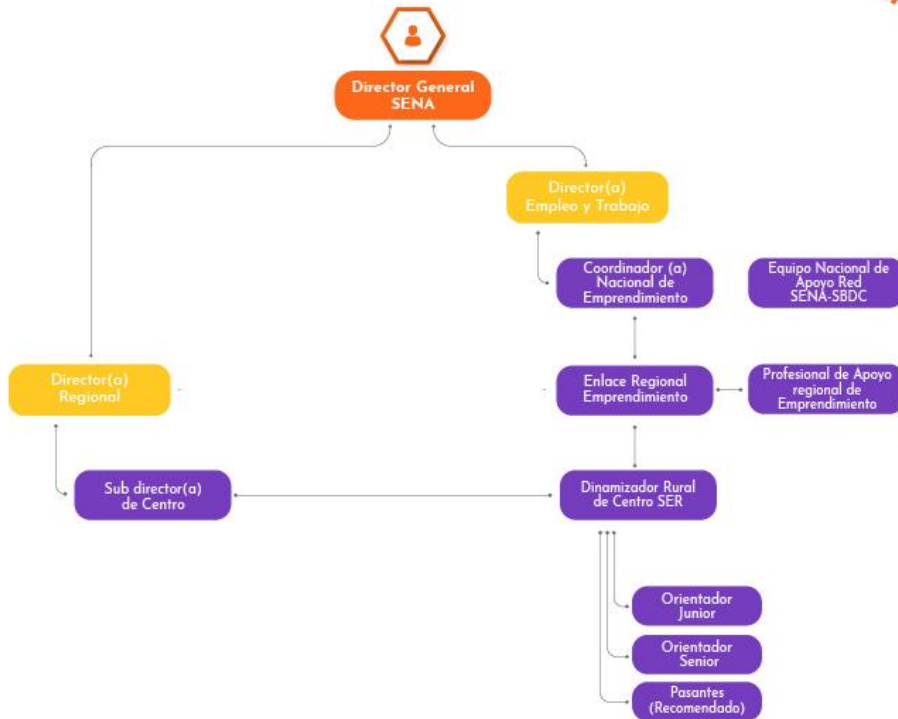 Director General
SENA
Director(a)
Empleo y Trabajo
Coordinador (a)
Nacional de
Emprendimiento
Equipo Nacional de
Apoyo Red
SENA-SBDC
Director(a)
Regional
Enlace Regional
Emprendimiento
Profesional de Apoyo
regional de
Emprendimiento
Sub director(a)
de Centro
Dinamizador Rural
de Centro SER
Orientador
Junior
Orientador
Senior
Pasantes
(Recomendado)